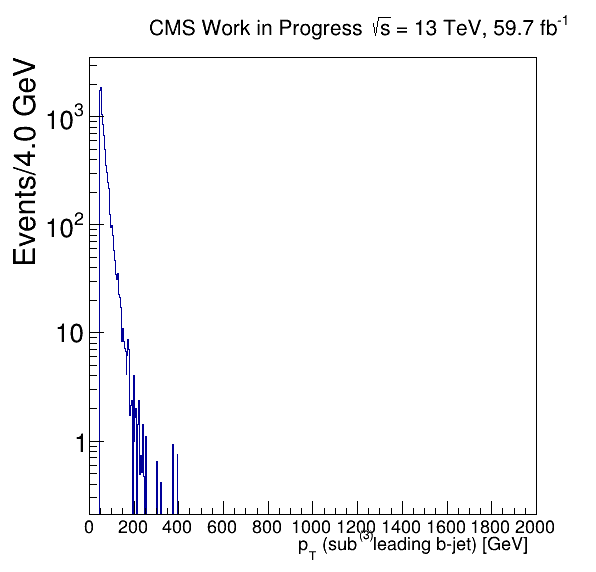 CMS Work in Progress √s = 13 TeV, 59.7 fb⁻¹
Events/4.0 GeV
10³
10²
10
1
0 200 400 600 800 1000 1200 1400 1600 1800 2000
p_T (sub⁽³⁾leading b-jet) [GeV]